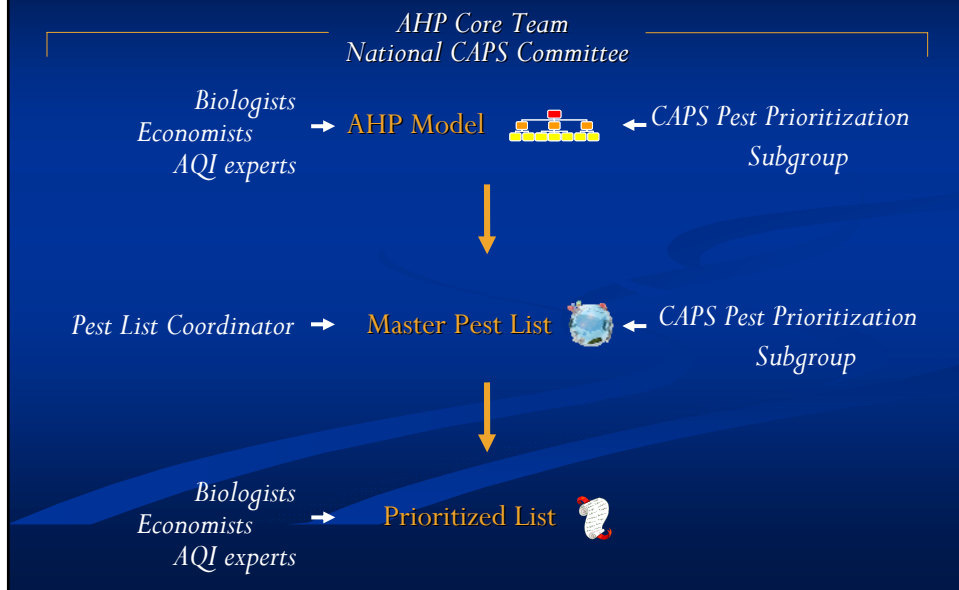 AHP Core Team
National CAPS Committee
Biologists
Economists
AQI experts
AHP Model
CAPS Pest Prioritization
Subgroup
Pest List Coordinator
Master Pest List
CAPS Pest Prioritization
Subgroup
Biologists
Economists
AQI experts
Prioritized List